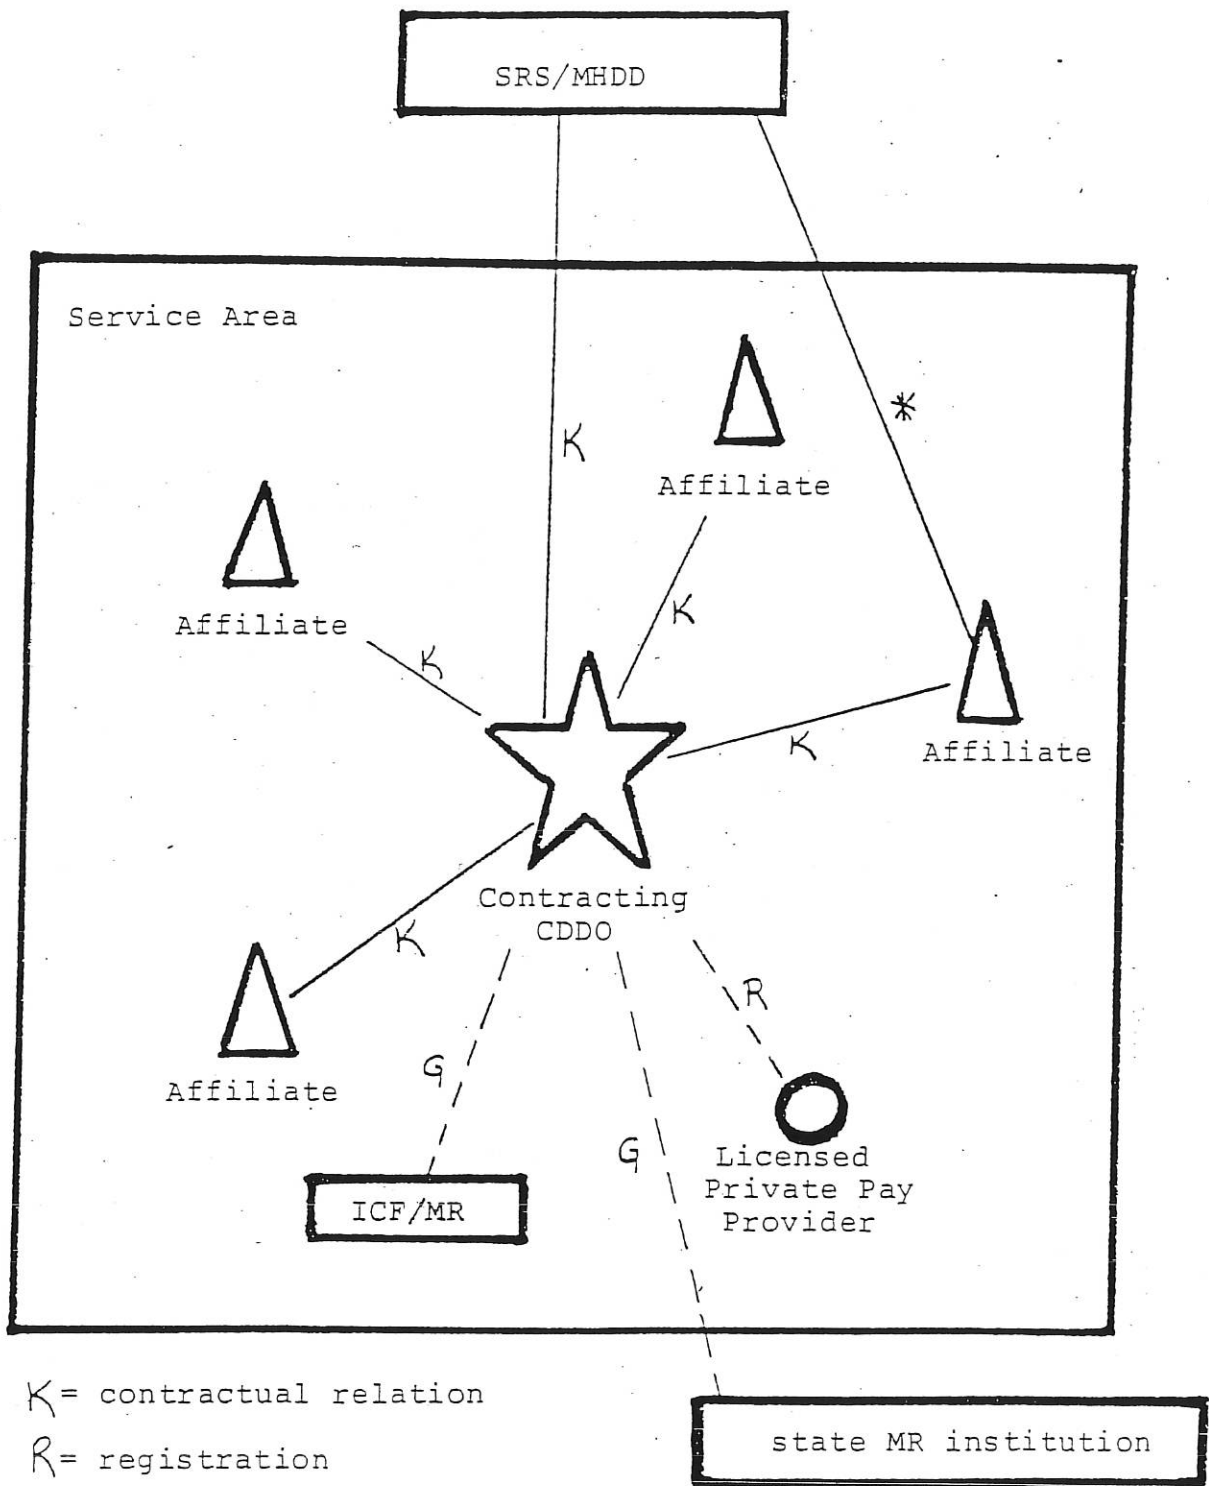 SRS/MHDD
Service Area
*
K
Affiliate
Affiliate
K
K
K
Affiliate
Contracting
CDDO
K
Affiliate
R
G
G
ICF/MR
Licensed
Private Pay
Provider
K= contractual relation
R= registration
state MR institution